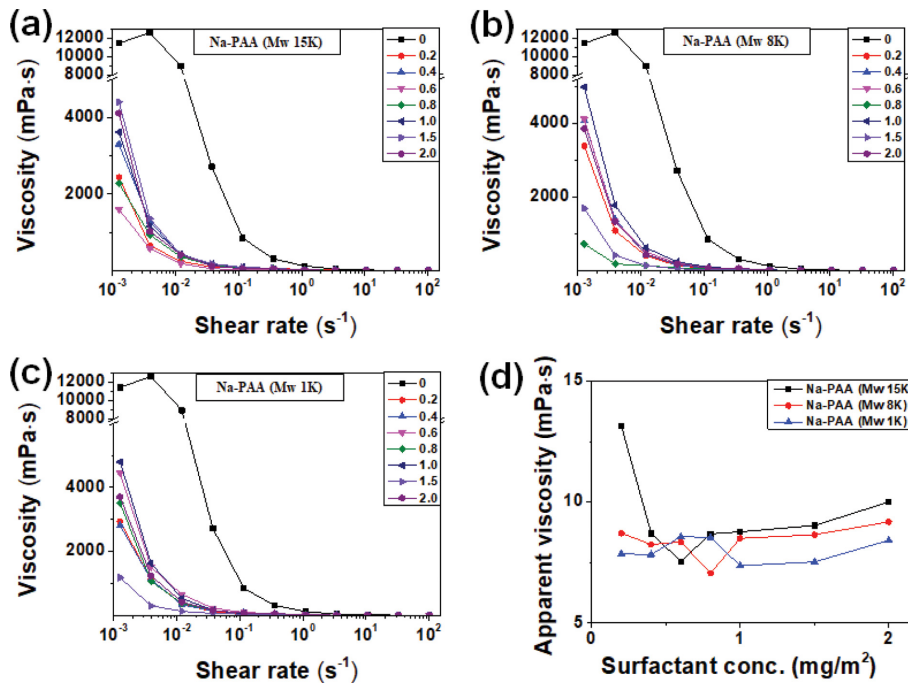 (a)
Na-PAA (Mw 15K)
12000
10000
8000
4000
2000
Viscosity (mPa·s)
0
0.2
0.4
0.6
0.8
1.0
1.5
2.0
10⁻³ 10⁻² 10⁻¹ 10⁰ 10¹ 10²
Shear rate (s⁻¹)
(b)
Na-PAA (Mw 8K)
12000
10000
8000
4000
2000
Viscosity (mPa·s)
0
0.2
0.4
0.6
0.8
1.0
1.5
2.0
10⁻³ 10⁻² 10⁻¹ 10⁰ 10¹ 10²
Shear rate (s⁻¹)
(c)
Na-PAA (Mw 1K)
12000
10000
8000
4000
2000
Viscosity (mPa·s)
0
0.2
0.4
0.6
0.8
1.0
1.5
2.0
10⁻³ 10⁻² 10⁻¹ 10⁰ 10¹ 10²
Shear rate (s⁻¹)
(d)
Na-PAA (Mw 15K)
Na-PAA (Mw 8K)
Na-PAA (Mw 1K)
15
10
5
Apparent viscosity (mPa·s)
0 1 2
Surfactant conc. (mg/m²)